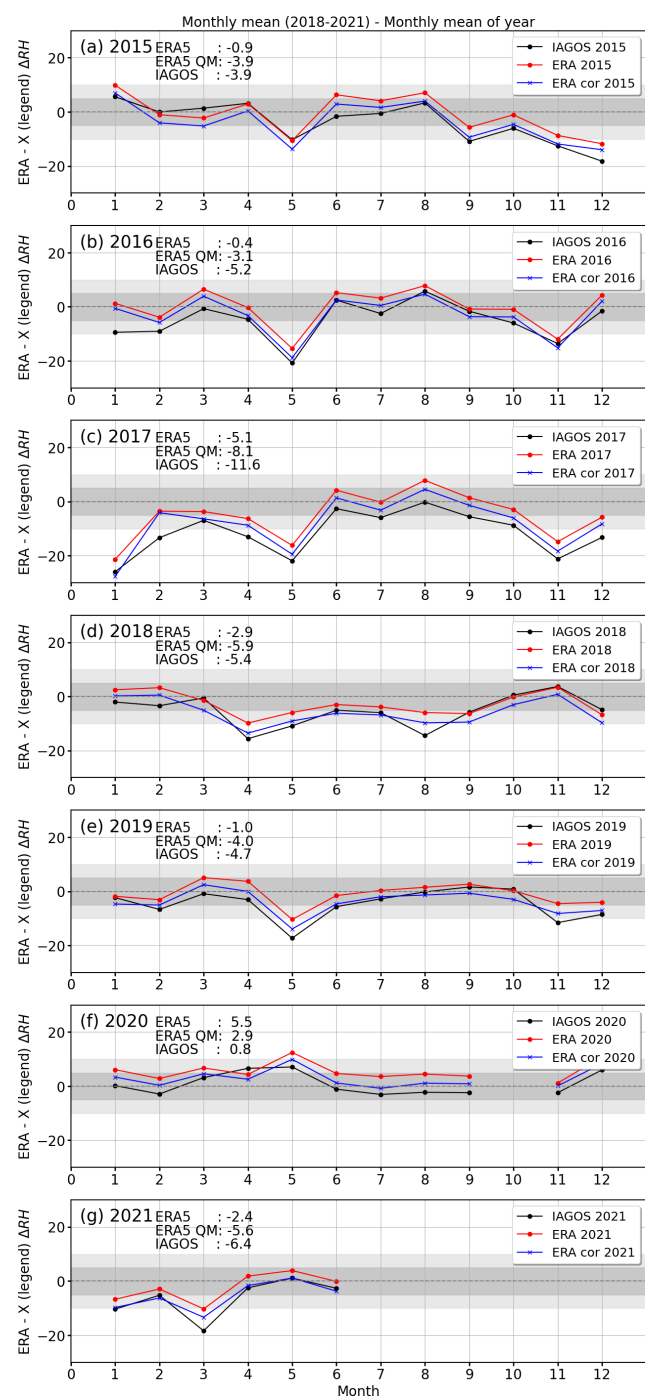 Monthly mean (2018-2021) - Monthly mean of year
(a) 2015
ERA5 : -0.9
ERA5 QM: -3.9
IAGOS : -3.9
IAGOS 2015
ERA 2015
ERA cor 2015
ERA - X (legend) ΔRH
20
0
−20
0 1 2 3 4 5 6 7 8 9 10 11 12
(b) 2016
ERA5 : -0.4
ERA5 QM: -3.1
IAGOS : -5.2
IAGOS 2016
ERA 2016
ERA cor 2016
ERA - X (legend) ΔRH
20
0
−20
0 1 2 3 4 5 6 7 8 9 10 11 12
(c) 2017
ERA5 : -5.1
ERA5 QM: -8.1
IAGOS : -11.6
IAGOS 2017
ERA 2017
ERA cor 2017
ERA - X (legend) ΔRH
20
0
−20
0 1 2 3 4 5 6 7 8 9 10 11 12
(d) 2018
ERA5 : -2.9
ERA5 QM: -5.9
IAGOS : -5.4
IAGOS 2018
ERA 2018
ERA cor 2018
ERA - X (legend) ΔRH
20
0
−20
0 1 2 3 4 5 6 7 8 9 10 11 12
(e) 2019
ERA5 : -1.0
ERA5 QM: -4.0
IAGOS : -4.7
IAGOS 2019
ERA 2019
ERA cor 2019
ERA - X (legend) ΔRH
20
0
−20
0 1 2 3 4 5 6 7 8 9 10 11 12
(f) 2020
ERA5 : 5.5
ERA5 QM: 2.9
IAGOS : 0.8
IAGOS 2020
ERA 2020
ERA cor 2020
ERA - X (legend) ΔRH
20
0
−20
0 1 2 3 4 5 6 7 8 9 10 11 12
(g) 2021
ERA5 : -2.4
ERA5 QM: -5.6
IAGOS : -6.4
IAGOS 2021
ERA 2021
ERA cor 2021
ERA - X (legend) ΔRH
20
0
−20
0 1 2 3 4 5 6 7 8 9 10 11 12
Month